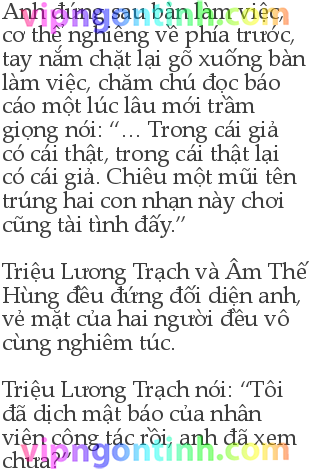 vipngontinh.com
Anh đứng sau bàn làm việc,
cơ thể nghiêng về phía trước,
tay nắm chặt lại gõ xuống bàn
làm việc, chăm chú đọc báo
cáo một lúc lâu mới trầm
giọng nói: “... Trong cái giả
có cái thật, trong cái thật lại
có cái giả. Chiêu một mũi tên
trúng hai con nhạn này chơi
cũng tài tình đấy.”
Triệu Lương Trạch và Âm Thế
Hùng đều đứng đối diện anh,
vẻ mặt của hai người đều vô
cùng nghiêm túc.
Triệu Lương Trạch nói: “Tôi
đã dịch mật báo của nhân
viên công tác rồi, anh đã xem
vipngontinh.com
chưa?”
vipngontinh.com